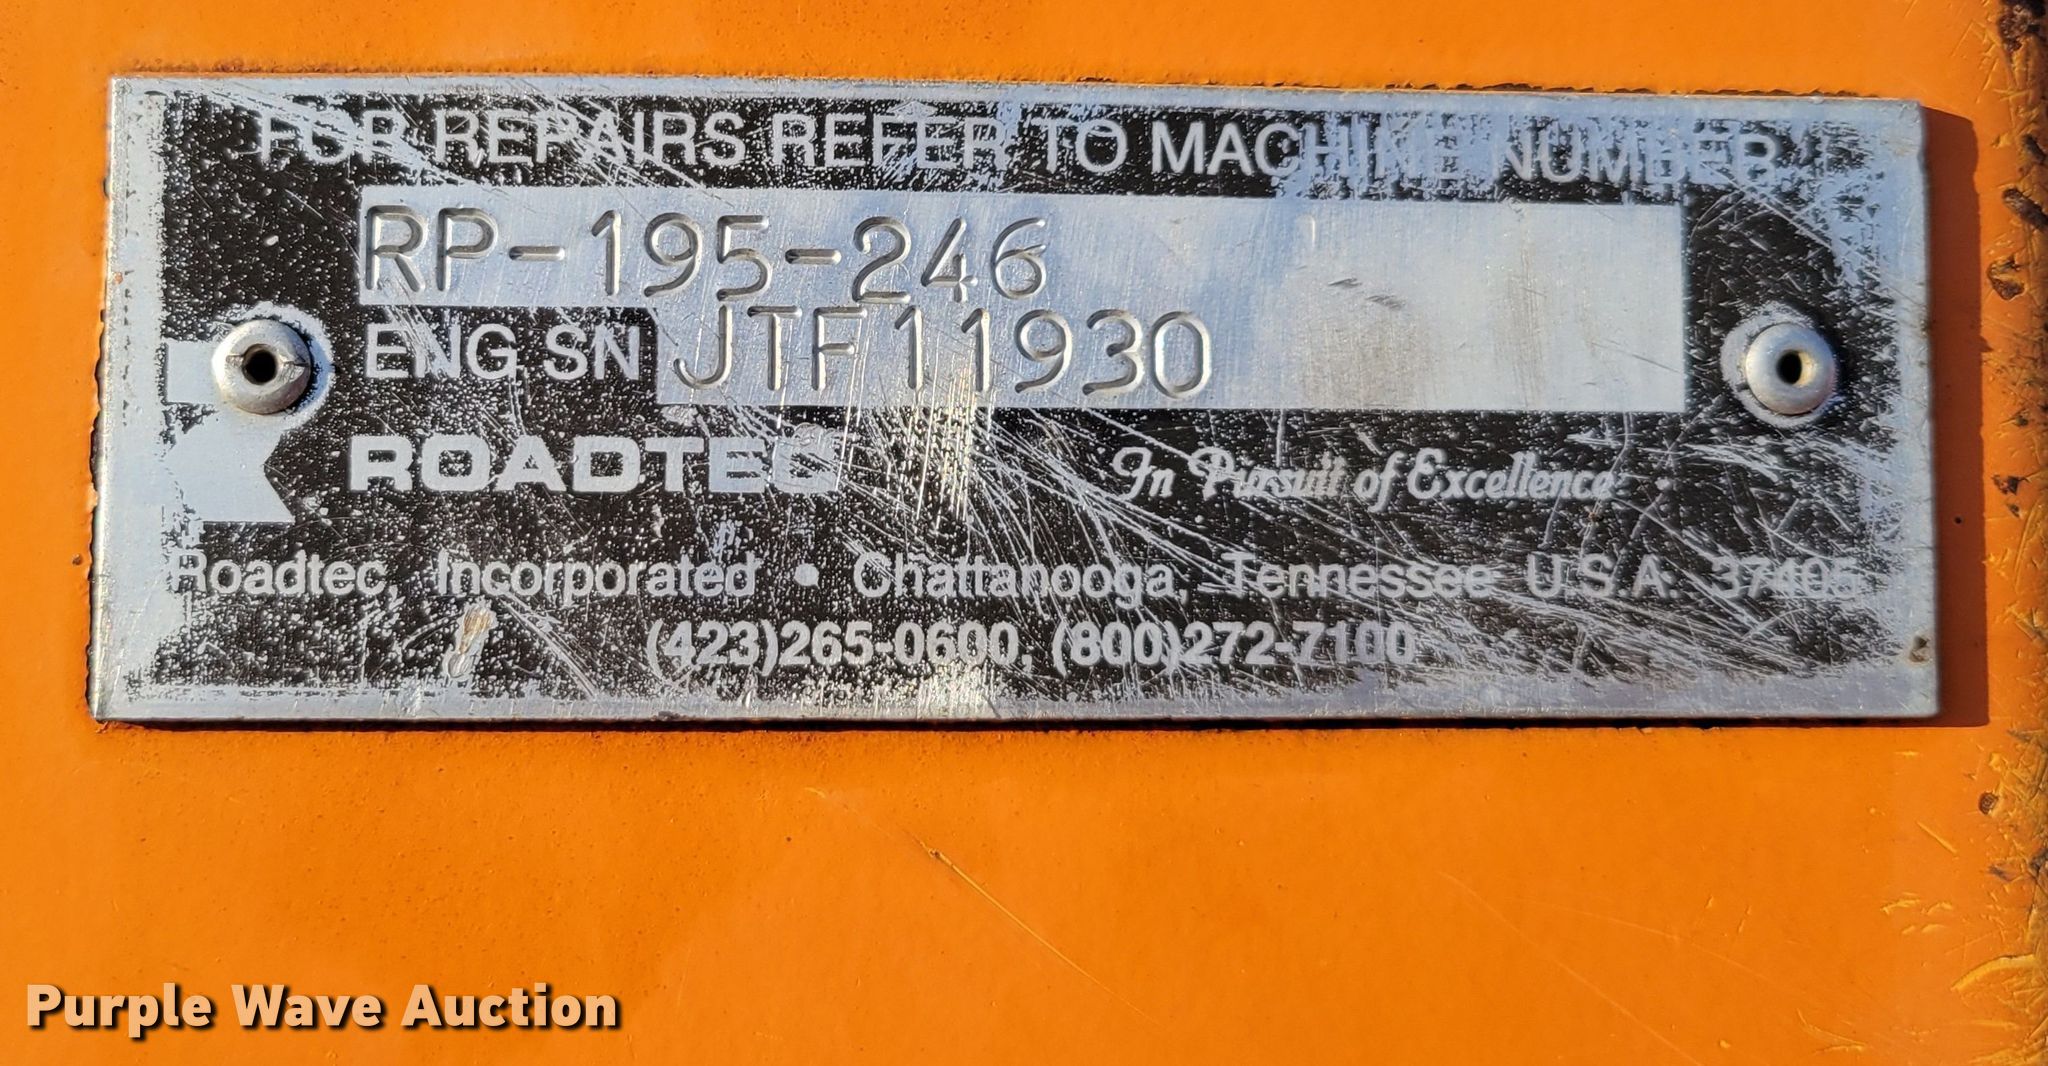 FOR REPAIRS REFER TO MACHINE NUMBER
RP-195-246
ENG SN JTF11930
ROADTEC In Pursuit of Excellence
Roadtec, Incorporated • Chattanooga, Tennessee U.S.A. 37405
(423)265-0600, (800)272-7100
Purple Wave Auction